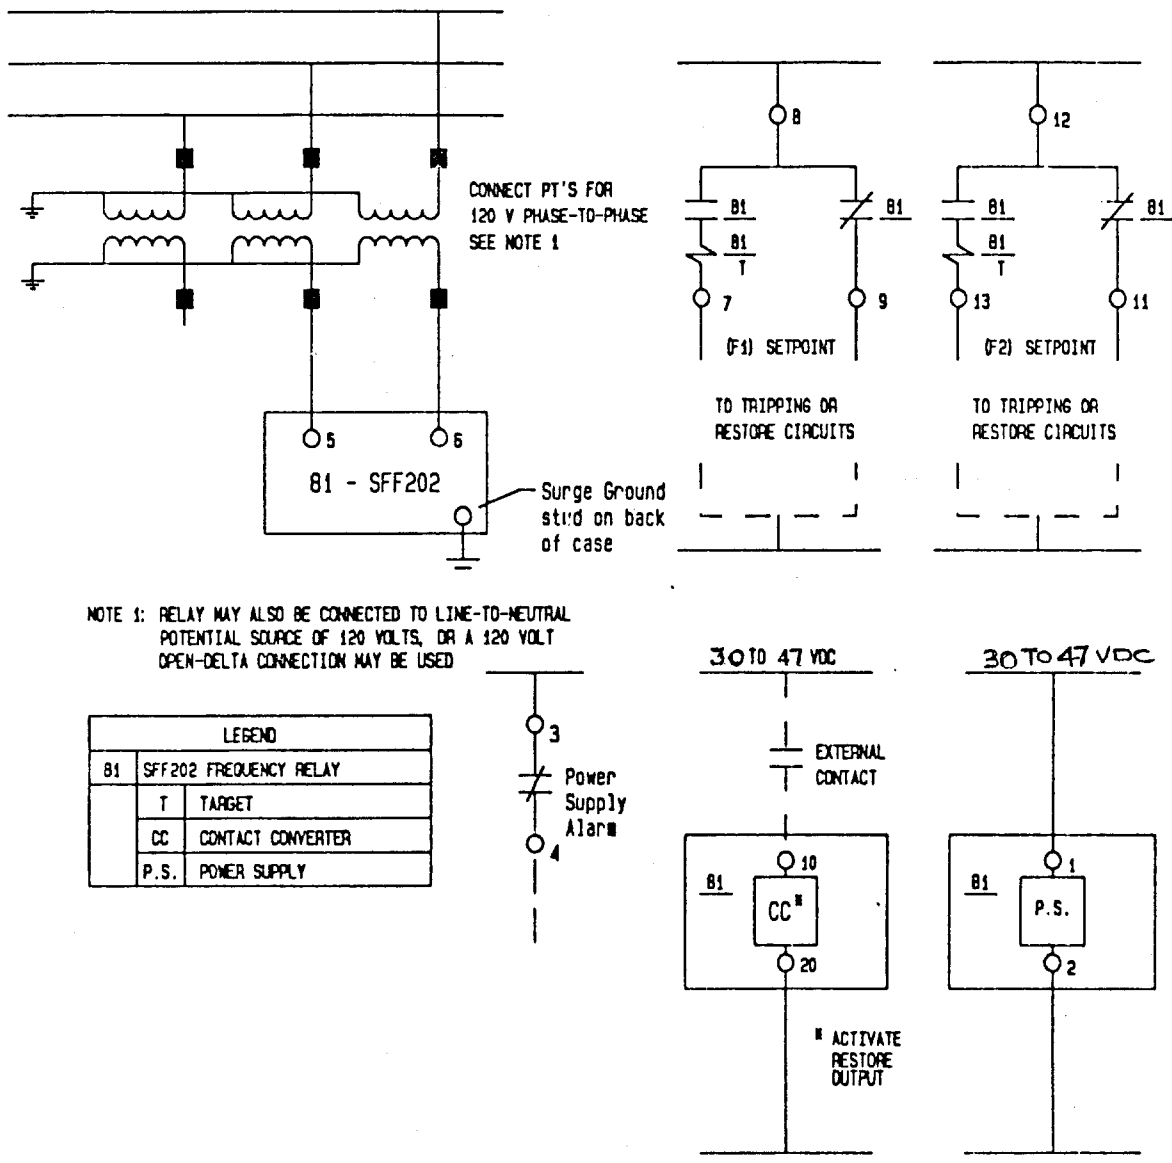 CONNECT PT'S FOR
120 V PHASE-TO-PHASE
SEE NOTE 1
5
6
81 - SFF202
Surge Ground
stud on back
of case
8
81
81
T
81
7
9
(F1) SETPOINT
TO TRIPPING OR
RESTORE CIRCUITS
12
81
81
T
81
13
11
(F2) SETPOINT
TO TRIPPING OR
RESTORE CIRCUITS
NOTE 1: RELAY MAY ALSO BE CONNECTED TO LINE-TO-NEUTRAL
POTENTIAL SOURCE OF 120 VOLTS, OR A 120 VOLT
OPEN-DELTA CONNECTION MAY BE USED
LEGEND
81 SFF202 FREQUENCY RELAY
T TARGET
CC CONTACT CONVERTER
P.S. POWER SUPPLY
3
Power
Supply
Alarm
4
30 TO 47 VDC
EXTERNAL
CONTACT
10
81
CC*
20
* ACTIVATE
RESTORE
OUTPUT
30 TO 47 VDC
1
81
P.S.
2